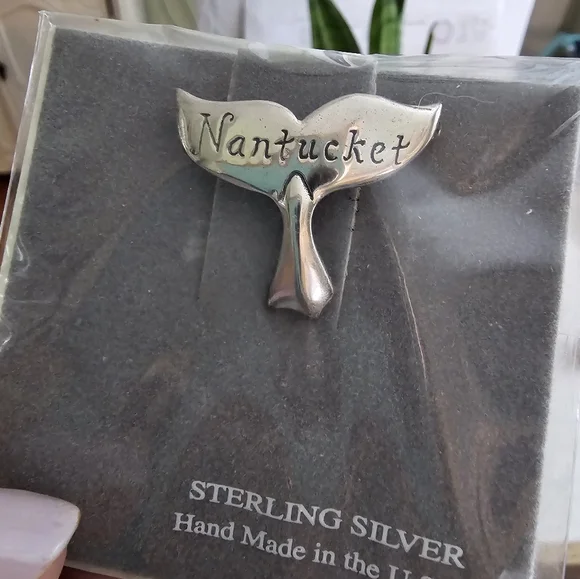 Nantucket
STERLING SILVER
Hand Made in the U.S